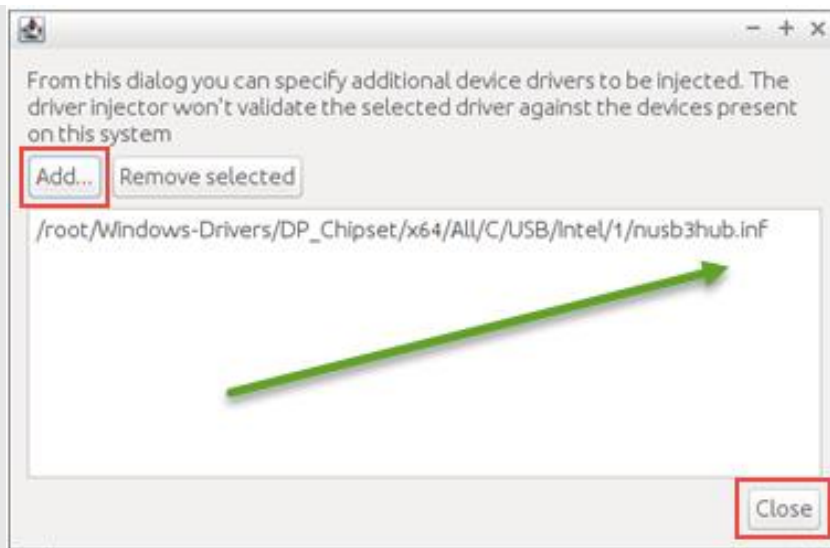 From this dialog you can specify additional device drivers to be injected. The
driver injector won't validate the selected driver against the devices present
on this system
Add... Remove selected
/root/Windows-Drivers/DP_Chipset/x64/All/C/USB/Intel/1/nusb3hub.inf
Close